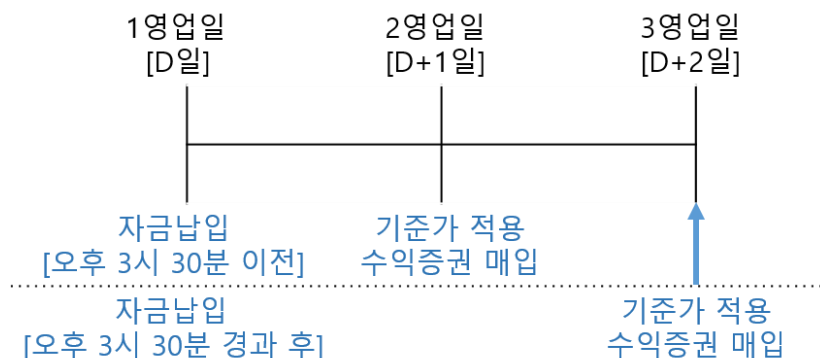 1영업일
[D일]
2영업일
[D+1일]
3영업일
[D+2일]
자금납입
[오후 3시 30분 이전]
기준가 적용
수익증권 매입
자금납입
[오후 3시 30분 경과 후]
기준가 적용
수익증권 매입